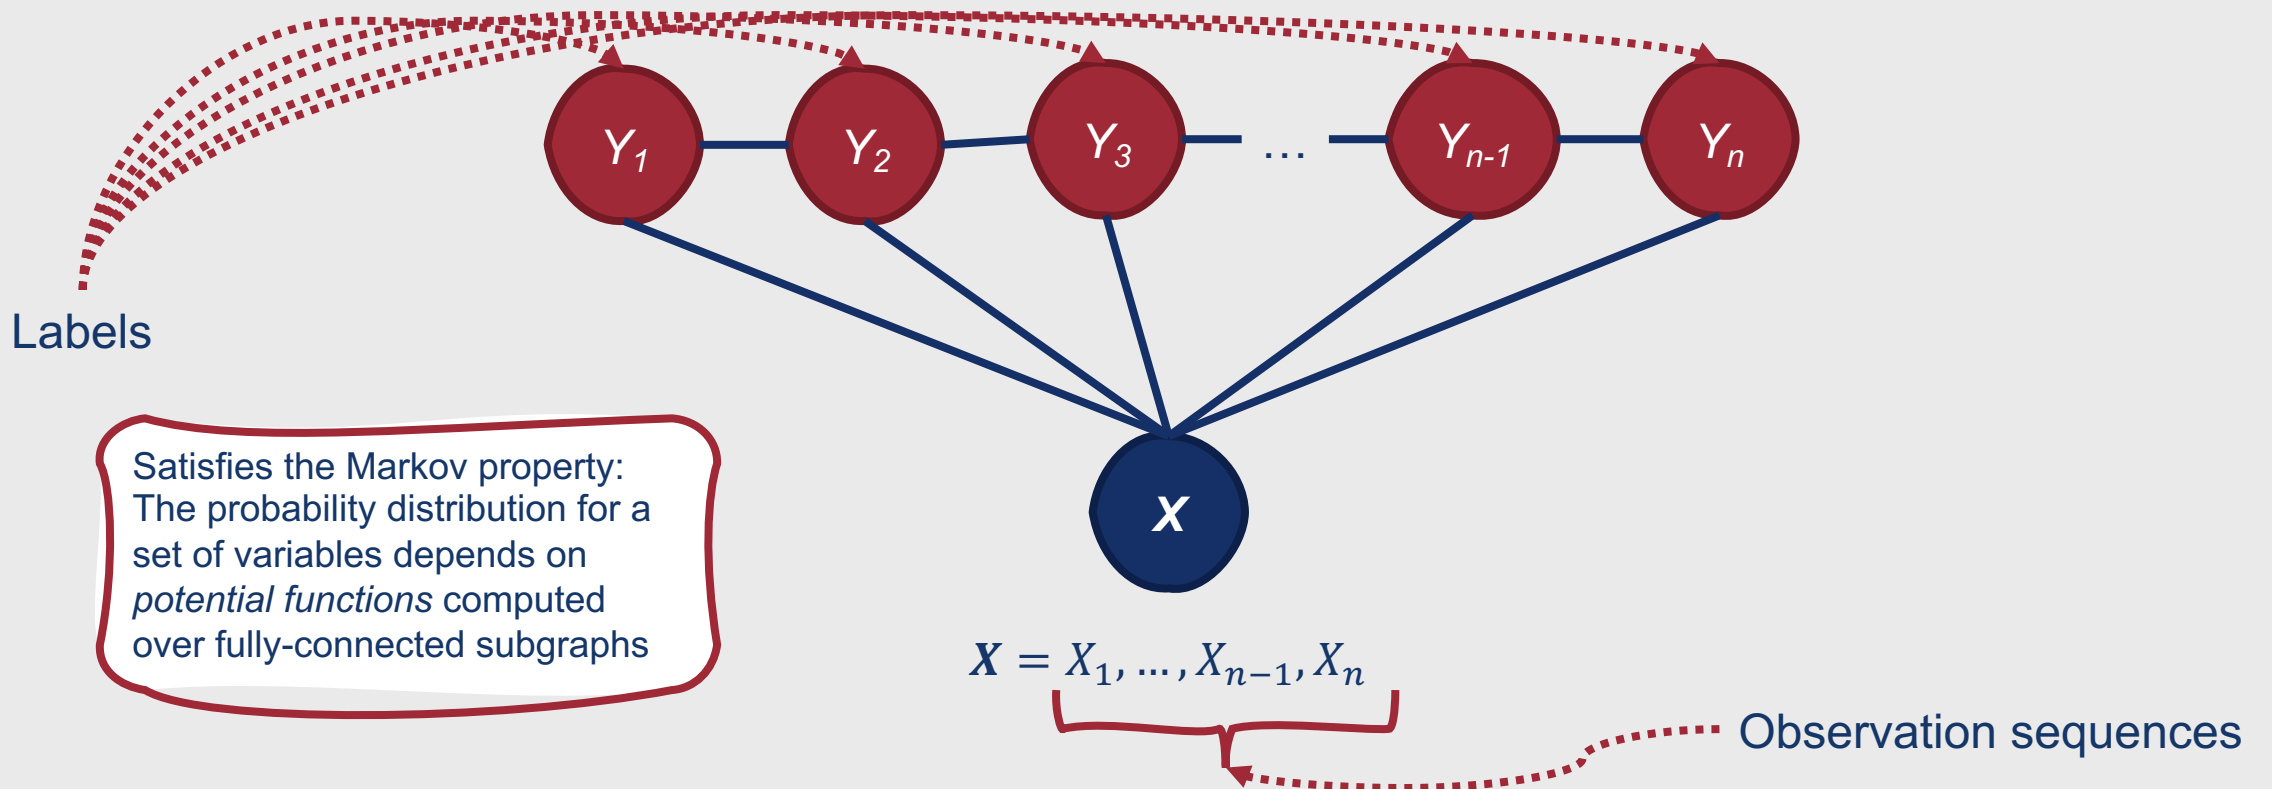 Y1 Y2 Y3 … Yn-1 Yn
Labels
Satisfies the Markov property:
The probability distribution for a
set of variables depends on
potential functions computed
over fully-connected subgraphs
X
X = X1, … , Xn−1, Xn
Observation sequences